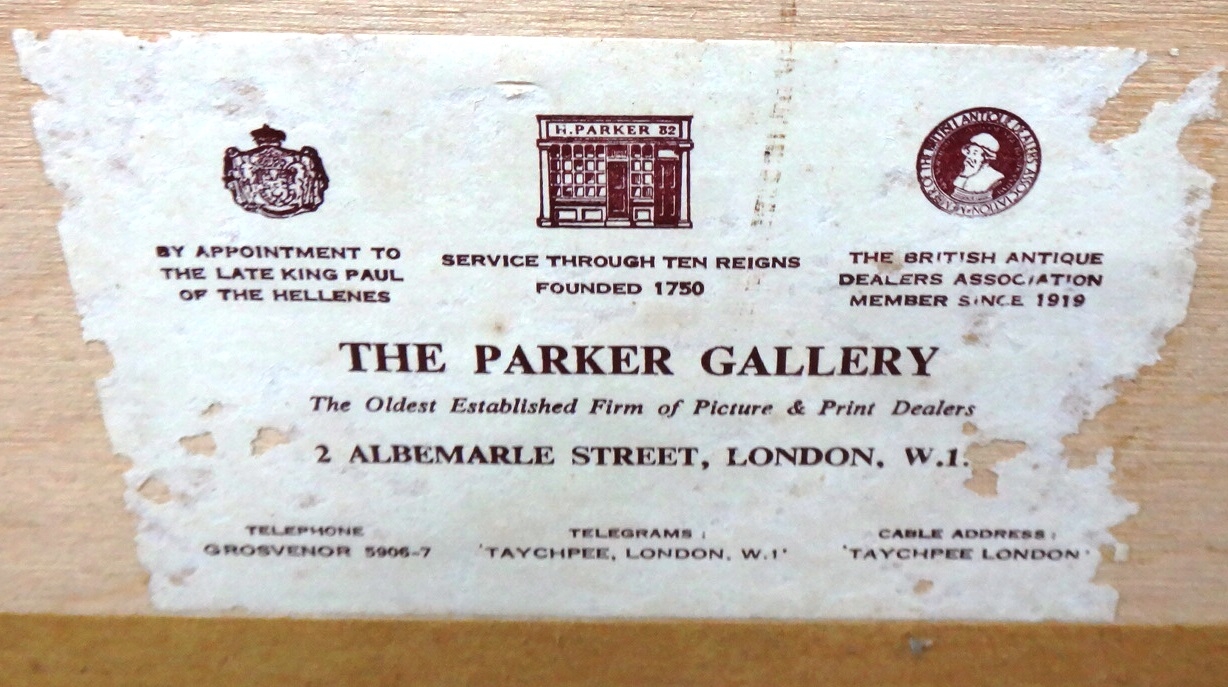 H. PARKER 82
BY APPOINTMENT TO
THE LATE KING PAUL
OF THE HELLENES
SERVICE THROUGH TEN REIGNS
FOUNDED 1750
THE BRITISH ANTIQUE
DEALERS ASSOCIATION
MEMBER SINCE 1919
THE PARKER GALLERY
The Oldest Established Firm of Picture & Print Dealers
2 ALBEMARLE STREET, LONDON, W.1.
TELEPHONE
GROSVENOR 5906-7
TELEGRAMS :
'TAYCHPEE, LONDON, W.1'
CABLE ADDRESS :
'TAYCHPEE LONDON'